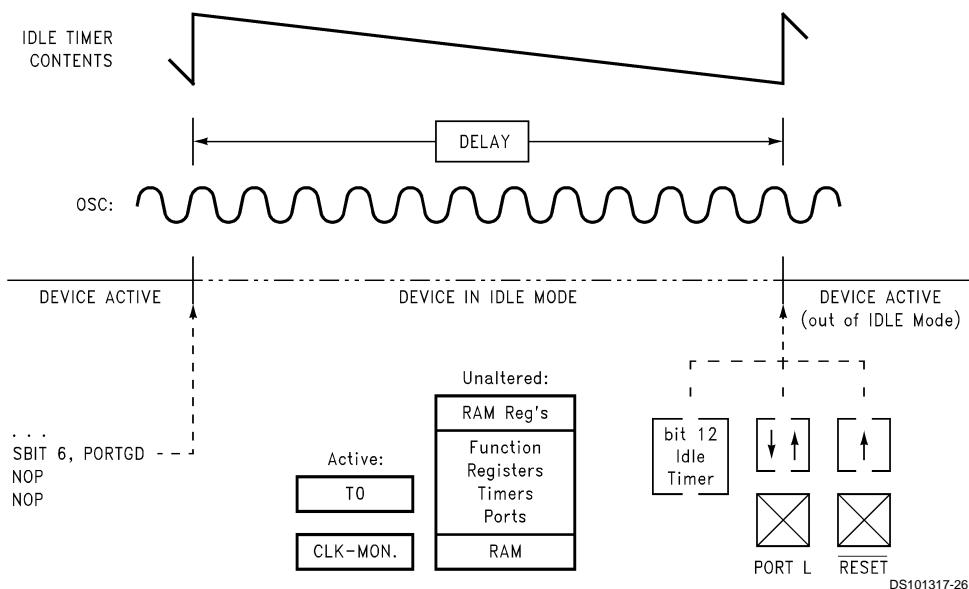 IDLE TIMER
CONTENTS
DELAY
OSC:
DEVICE ACTIVE
DEVICE IN IDLE MODE
DEVICE ACTIVE
(out of IDLE Mode)
. . .
SBIT 6, PORTGD
NOP
NOP
Active:
T0
CLK-MON.
Unaltered:
RAM Reg's
Function
Registers
Timers
Ports
RAM
bit 12
Idle
Timer
PORT L
RESET
DS101317-26